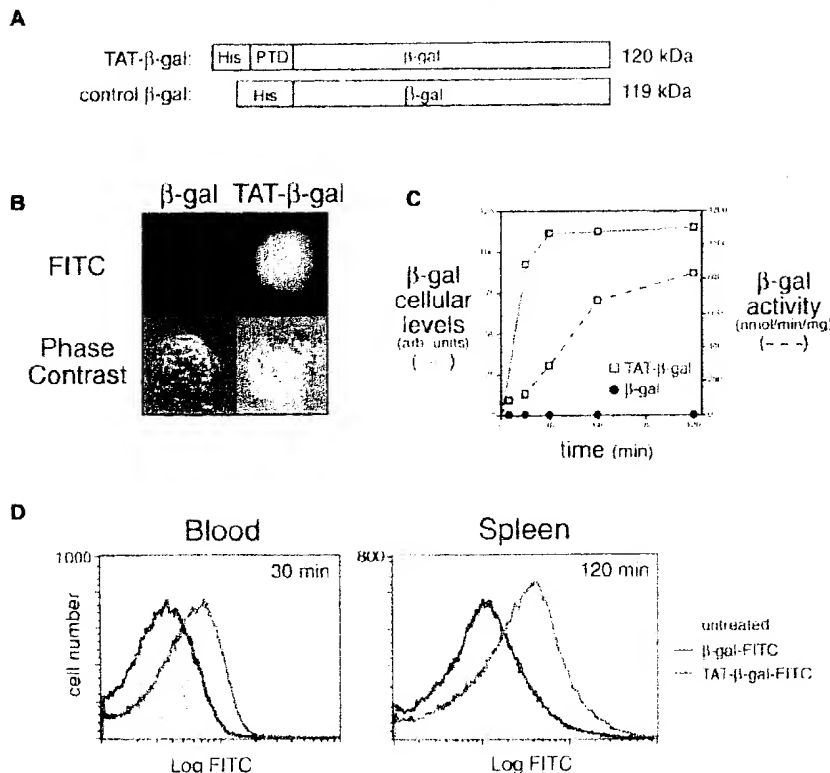 A
TAT-β-gal: His PTD β-gal 120 kDa
control β-gal: His β-gal 119 kDa
B
β-gal TAT-β-gal
FITC
Phase
Contrast
C
β-gal
cellular
levels
(arb. units)
β-gal
activity
(nmol/min/mg)
(---)
TAT-β-gal
β-gal
time (min)
D
Blood
1000
30 min
cell number
Log FITC
Spleen
800
120 min
Log FITC
untreated
β-gal-FITC
TAT-β-gal-FITC